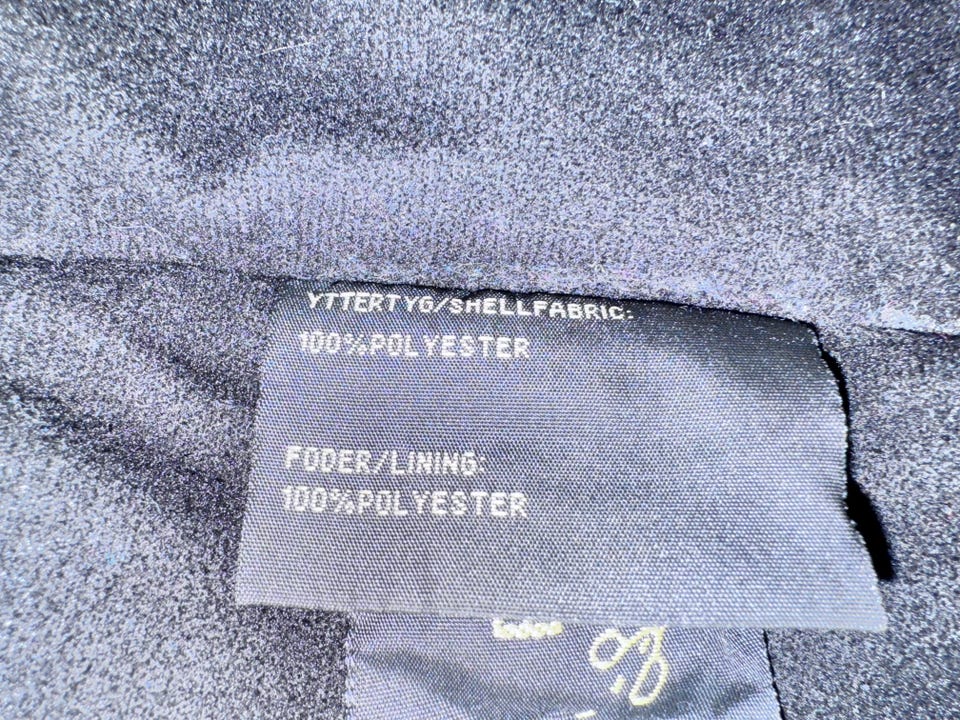 YTTERTYG/SHELLFABRIC:
100%POLYESTER
FODER/LINING:
100%POLYESTER